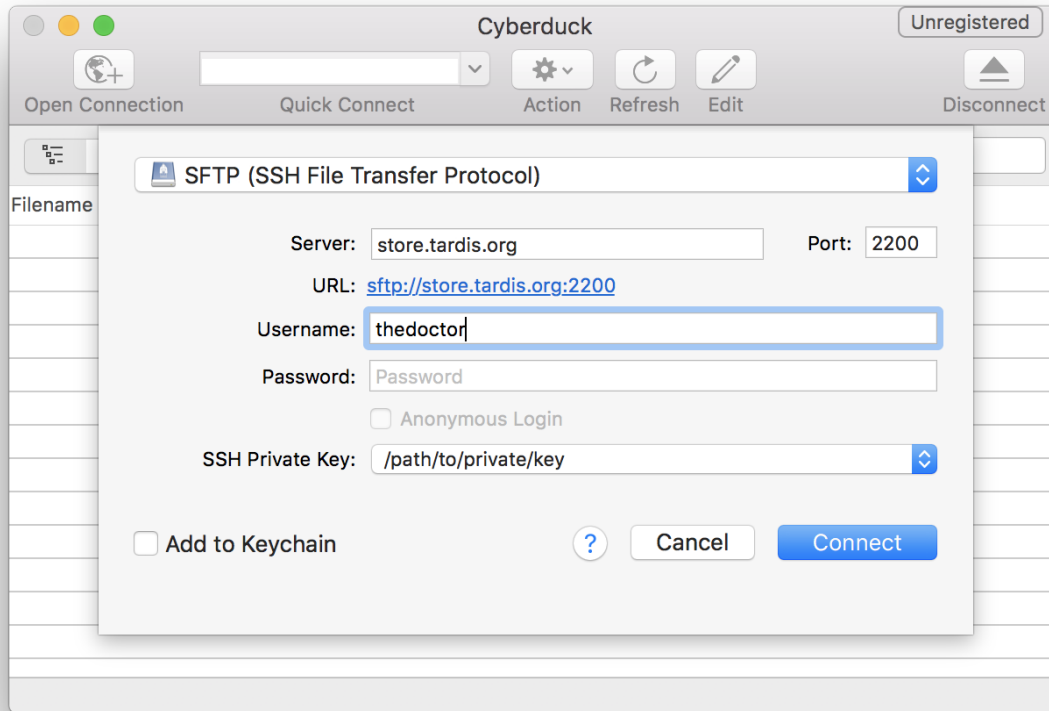 Cyberduck
Unregistered
Open Connection
Quick Connect
Action
Refresh
Edit
Disconnect
SFTP (SSH File Transfer Protocol)
Filename
Server: store.tardis.org Port: 2200
URL: sftp://store.tardis.org:2200
Username: thedoctor
Password: Password
Anonymous Login
SSH Private Key: /path/to/private/key
Add to Keychain
?
Cancel
Connect